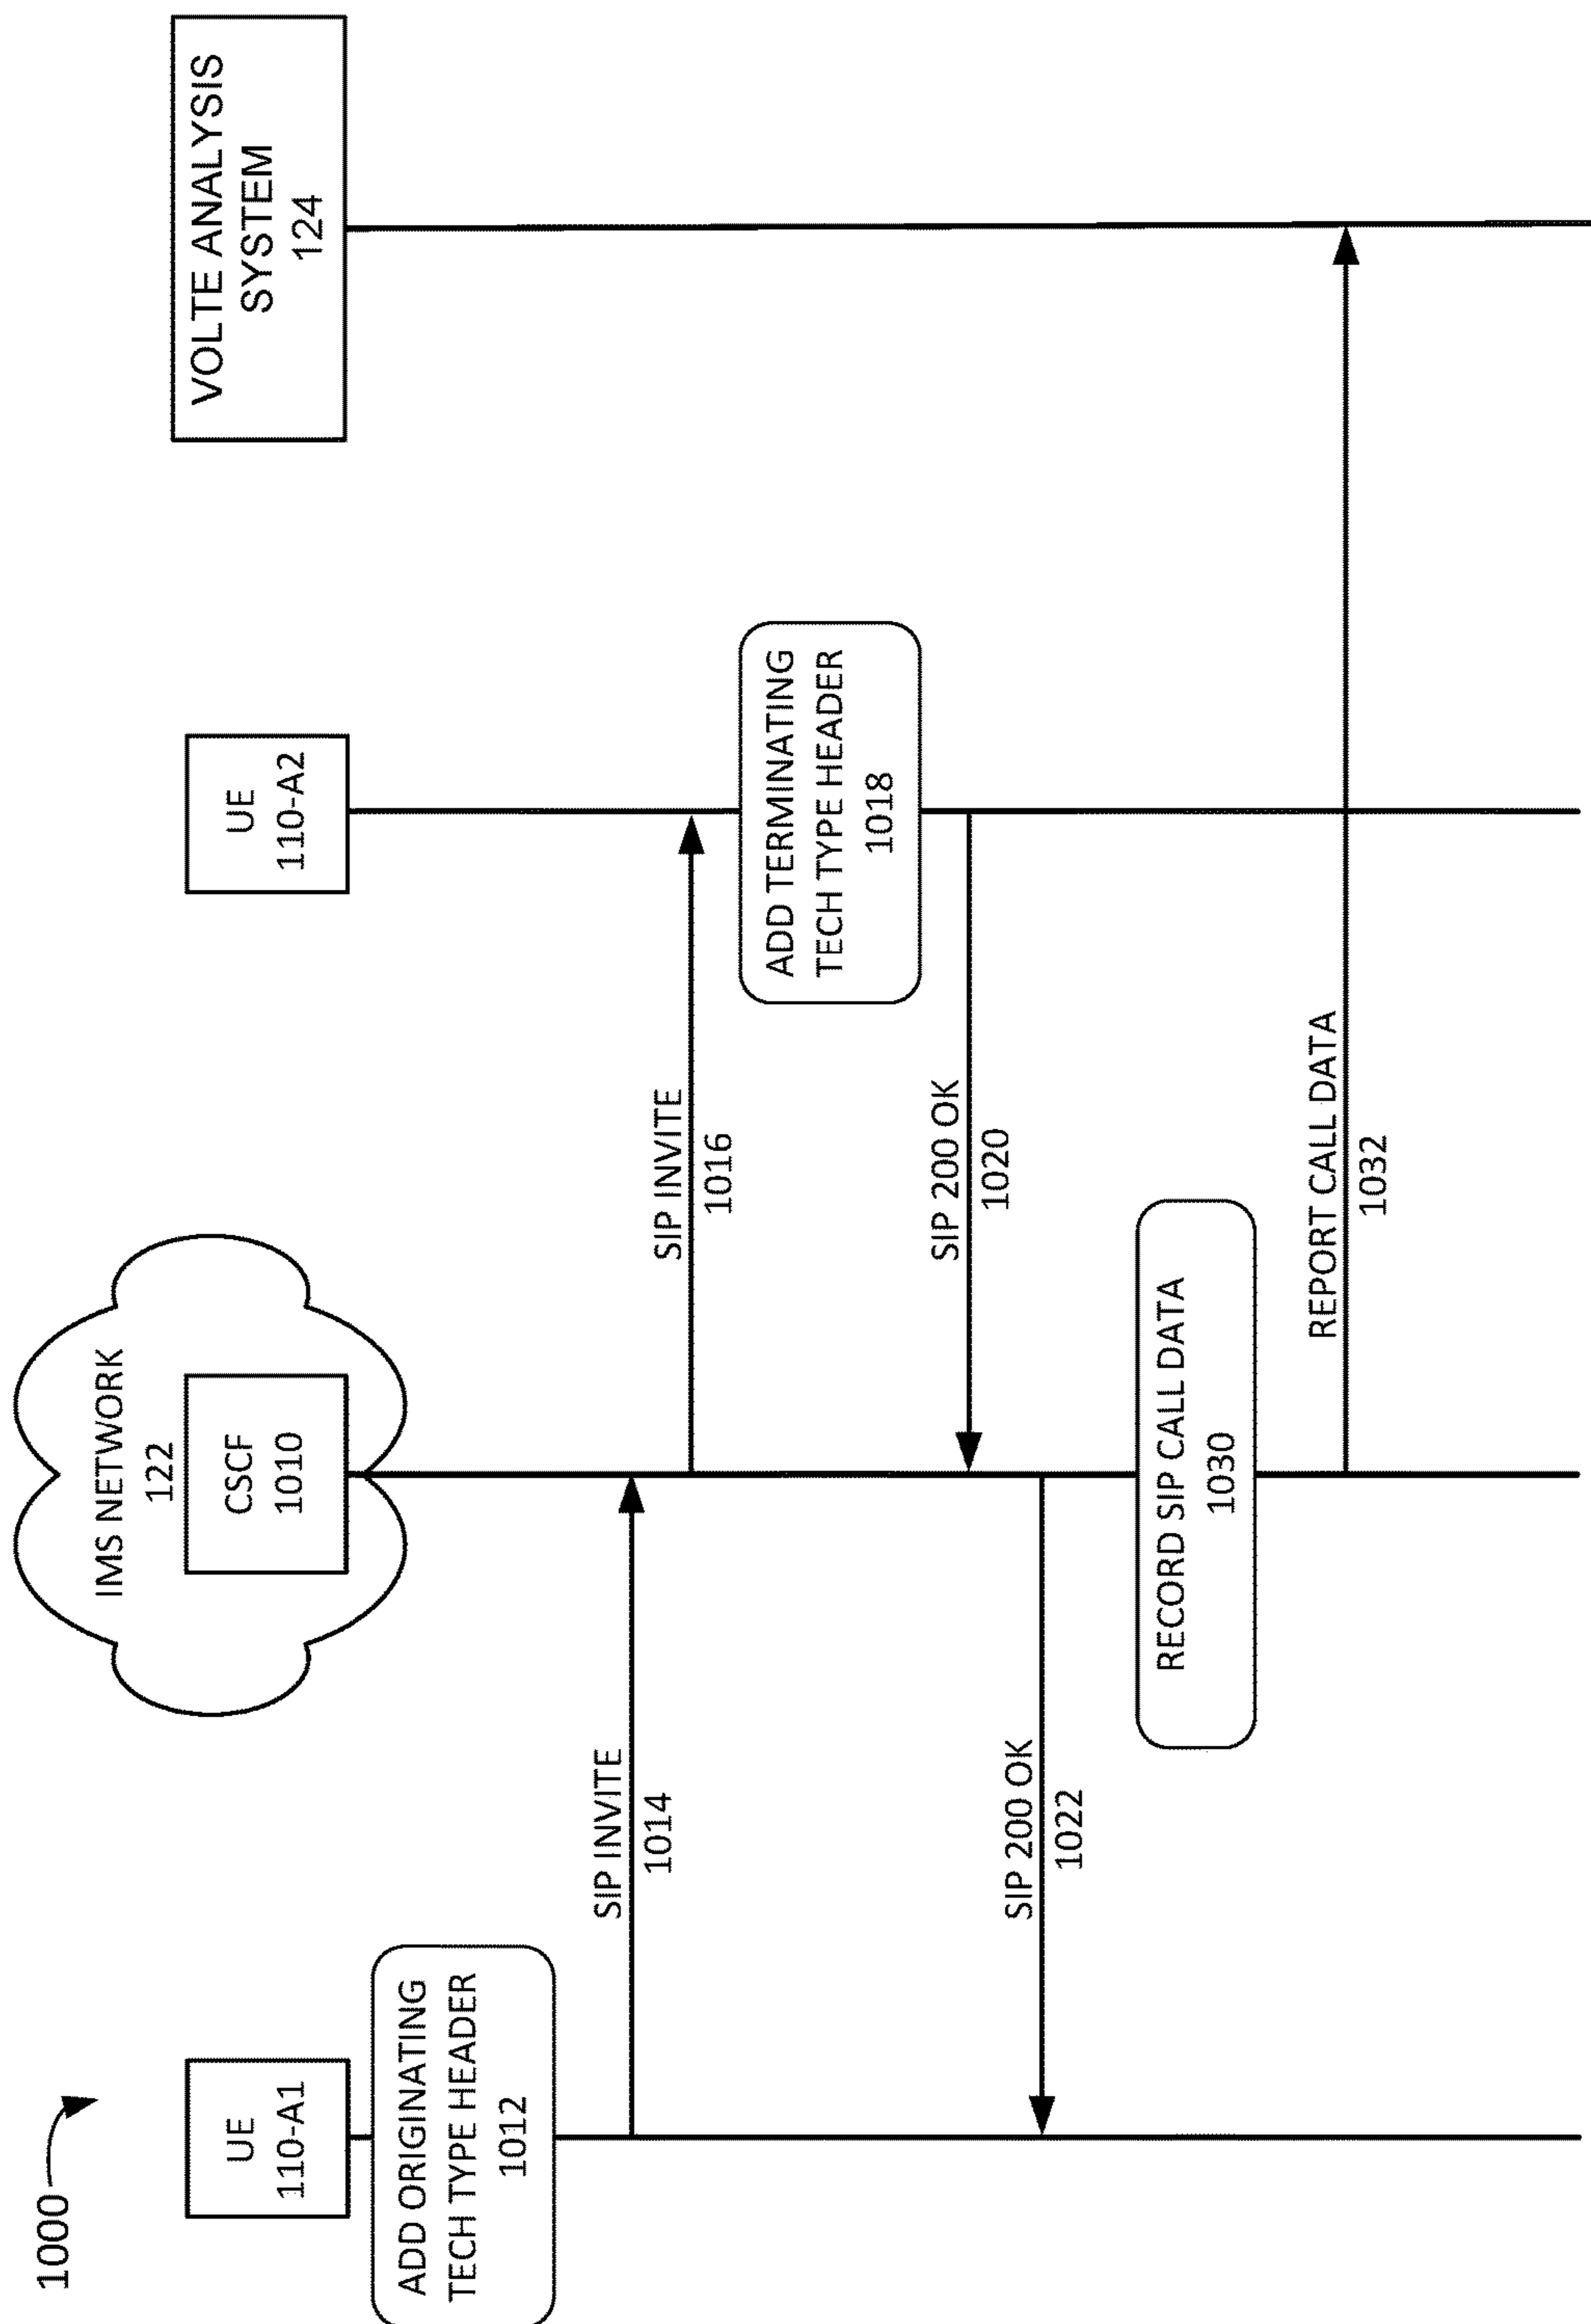 1000
UE
110-A1
IMS NETWORK
122
CSCF
1010
UE
110-A2
VOLTE ANALYSIS
SYSTEM
124
ADD ORIGINATING
TECH TYPE HEADER
1012
SIP INVITE
1014
SIP INVITE
1016
ADD TERMINATING
TECH TYPE HEADER
1018
SIP 200 OK
1020
SIP 200 OK
1022
RECORD SIP CALL DATA
1030
REPORT CALL DATA
1032